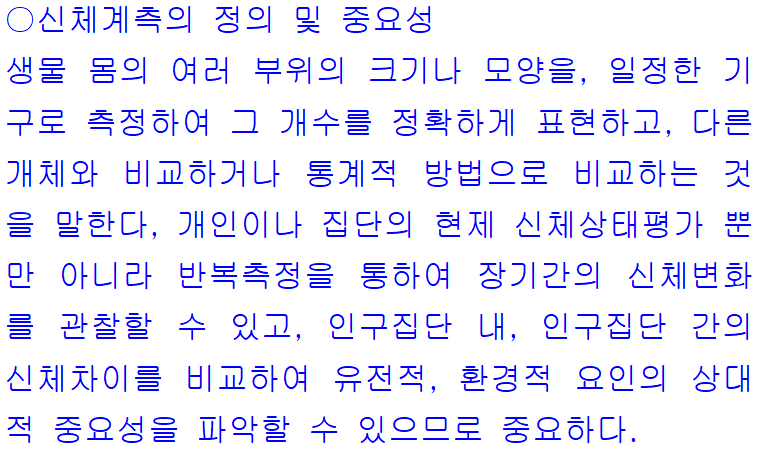 ○신체계측의 정의 및 중요성
생물 몸의 여러 부위의 크기나 모양을, 일정한 기
구로 측정하여 그 개수를 정확하게 표현하고, 다른
개체와 비교하거나 통계적 방법으로 비교하는 것
을 말한다, 개인이나 집단의 현제 신체상태평가 뿐
만 아니라 반복측정을 통하여 장기간의 신체변화
를 관찰할 수 있고, 인구집단 내, 인구집단 간의
신체차이를 비교하여 유전적, 환경적 요인의 상대
적 중요성을 파악할 수 있으므로 중요하다.